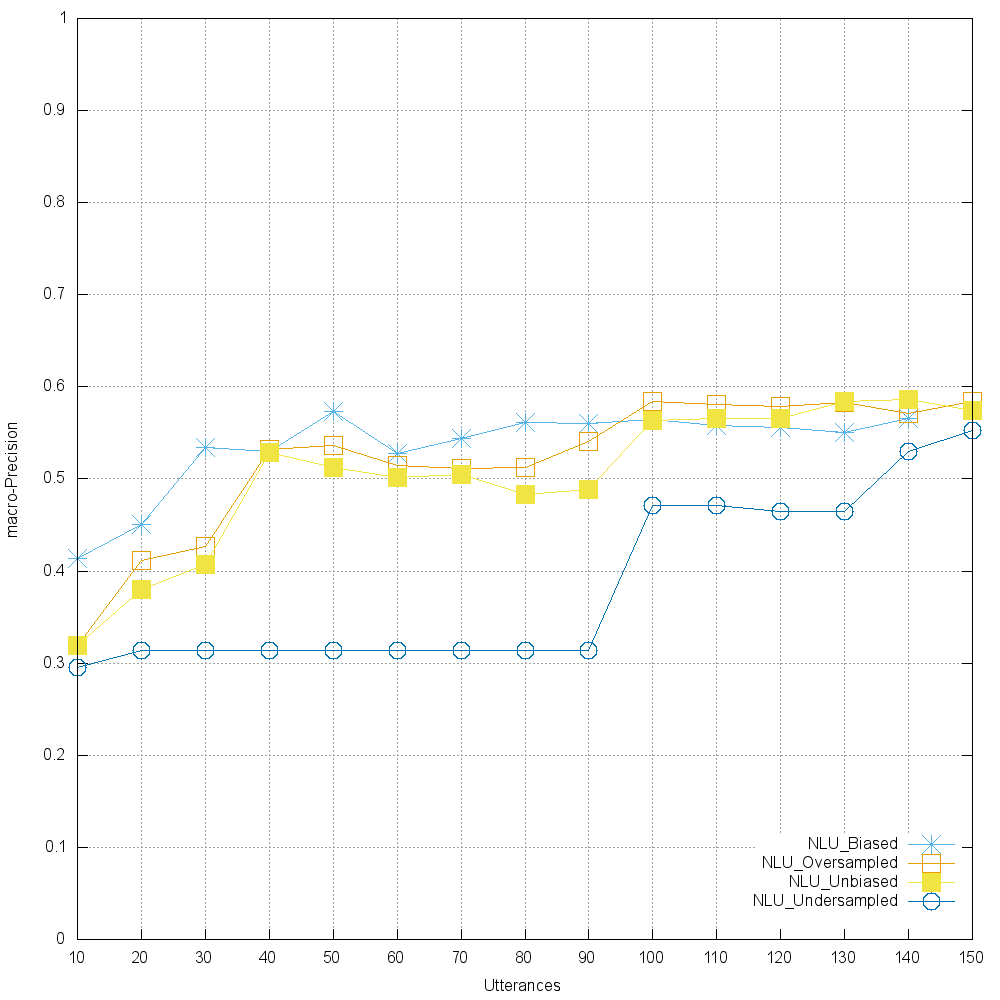 1
0.9
0.8
0.7
0.6
0.5
0.4
0.3
0.2
0.1
0
macro-Precision
NLU_Biased
NLU_Oversampled
NLU_Unbiased
NLU_Undersampled
10 20 30 40 50 60 70 80 90 100 110 120 130 140 150
Utterances